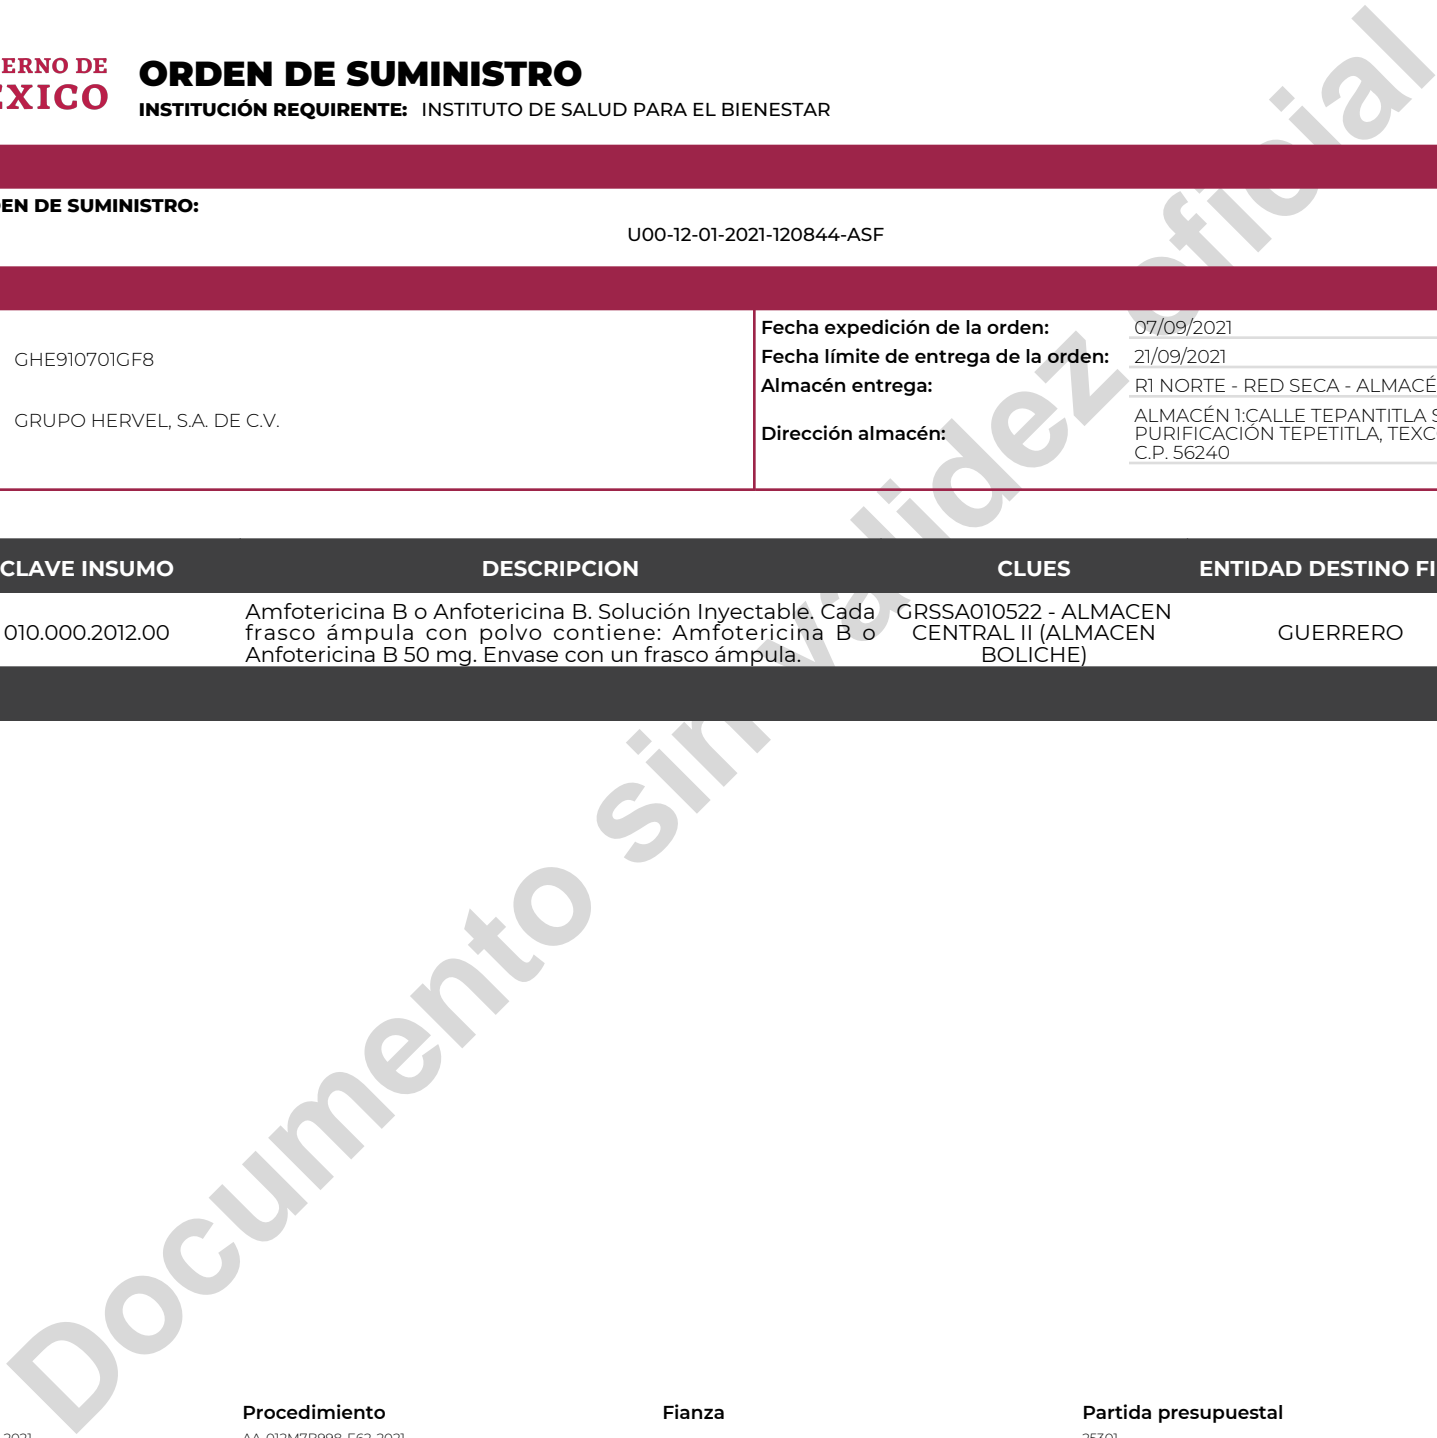 ERNO DE
ÉXICO
ORDEN DE SUMINISTRO
INSTITUCIÓN REQUIRENTE: INSTITUTO DE SALUD PARA EL BIENESTAR
EN DE SUMINISTRO:
U00-12-01-2021-120844-ASF
GHE910701GF8
GRUPO HERVEL, S.A. DE C.V.
Fecha expedición de la orden: 07/09/2021
Fecha límite de entrega de la orden: 21/09/2021
Almacén entrega: R1 NORTE - RED SECA - ALMACÉ
Dirección almacén: ALMACÉN 1:CALLE TEPANTITLA S
PURIFICACIÓN TEPETITLA, TEXC
C.P. 56240
CLAVE INSUMO DESCRIPCION CLUES ENTIDAD DESTINO FI
010.000.2012.00
Amfotericina B o Anfotericina B. Solución Inyectable. Cada
frasco ámpula con polvo contiene: Amfotericina B o
Anfotericina B 50 mg. Envase con un frasco ámpula.
GRSSA010522 - ALMACEN
CENTRAL II (ALMACEN
BOLICHE)
GUERRERO
Documento sin validez oficial
Procedimiento Fianza Partida presupuestal